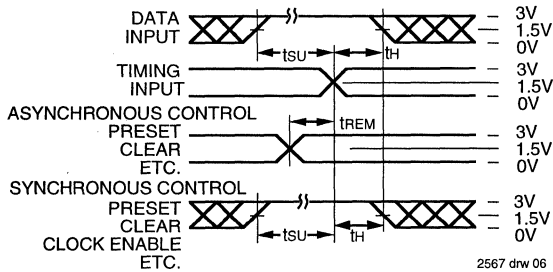 DATA INPUT
3V
1.5V
0V
tSU
tH
TIMING INPUT
3V
1.5V
0V
ASYNCHRONOUS CONTROL
PRESET
CLEAR
ETC.
tREM
3V
1.5V
0V
SYNCHRONOUS CONTROL
PRESET
CLEAR
CLOCK ENABLE
ETC.
tSU
tH
3V
1.5V
0V
2567 drw 06